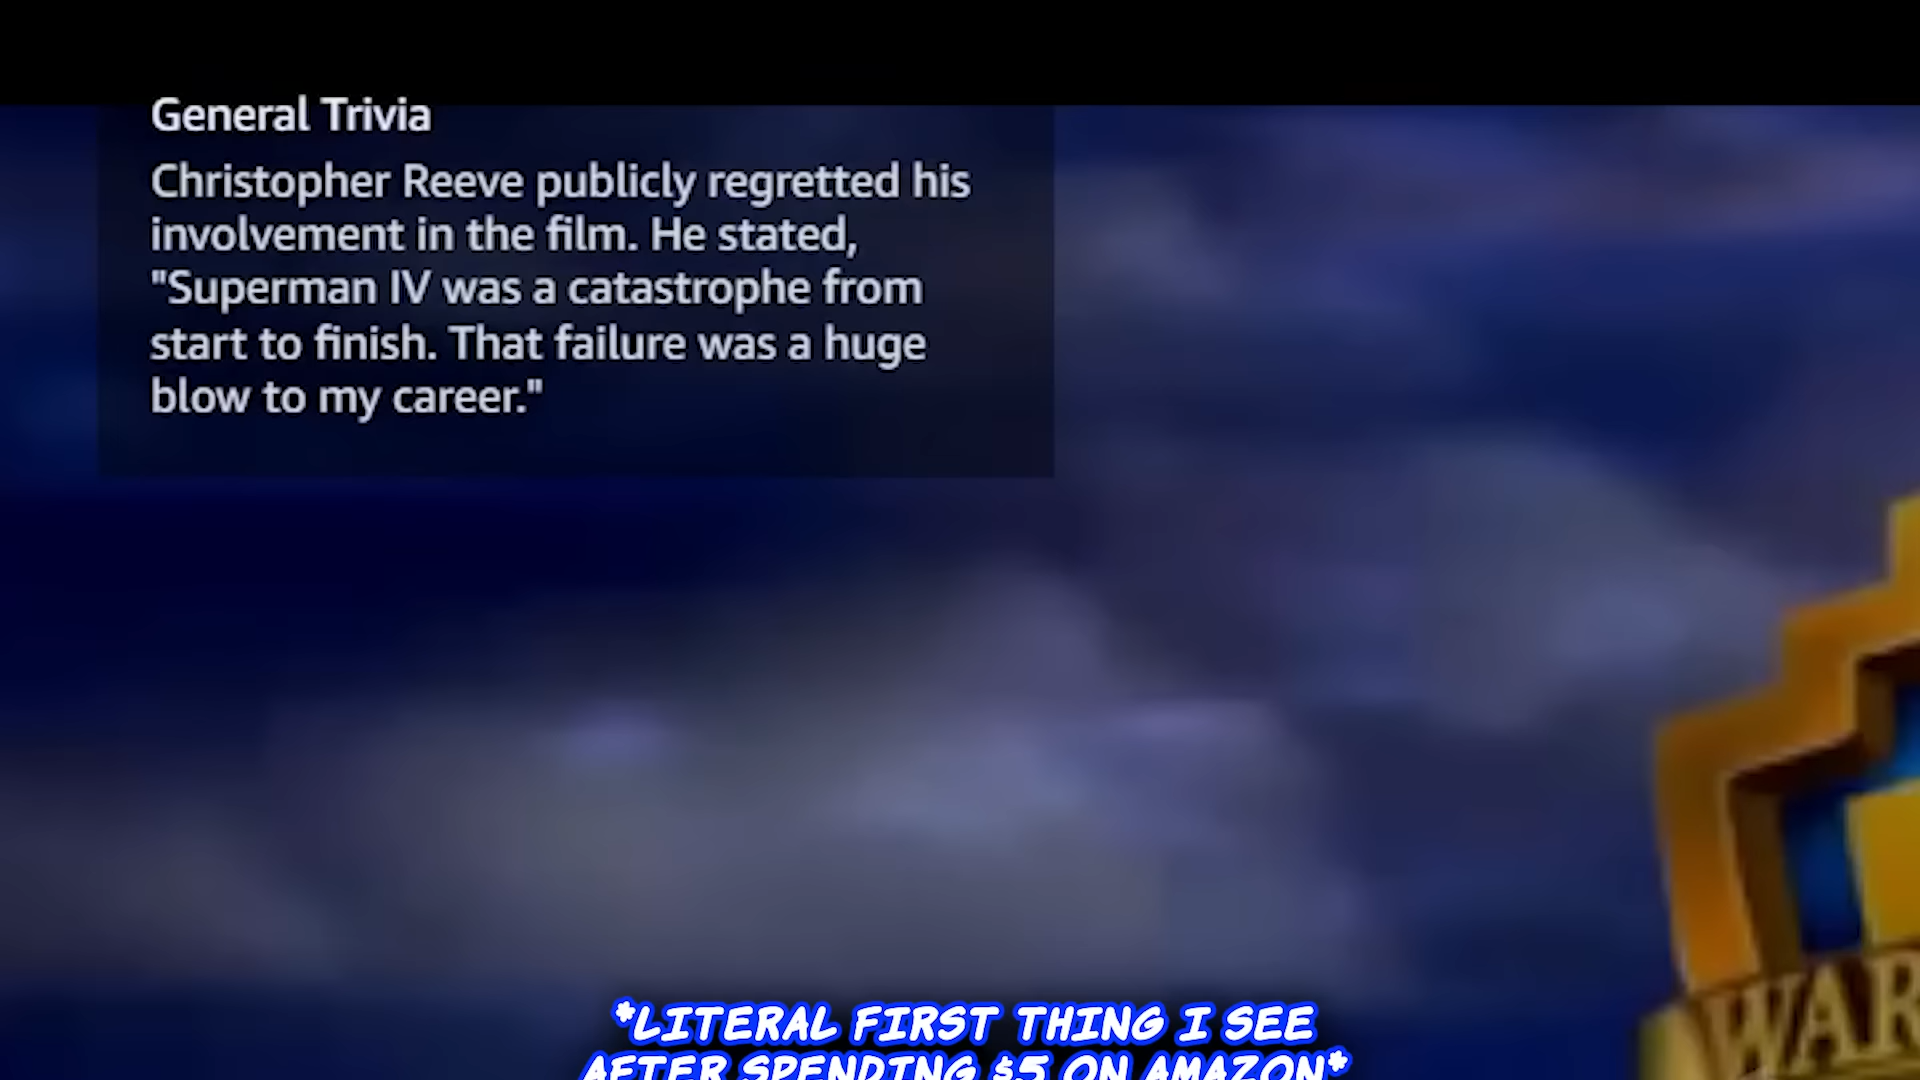 General Trivia
Christopher Reeve publicly regretted his
involvement in the film. He stated,
"Superman IV was a catastrophe from
start to finish. That failure was a huge
blow to my career."
WAR
*LITERAL FIRST THING I SEE
AFTER SPENDING $5 ON AMAZON*